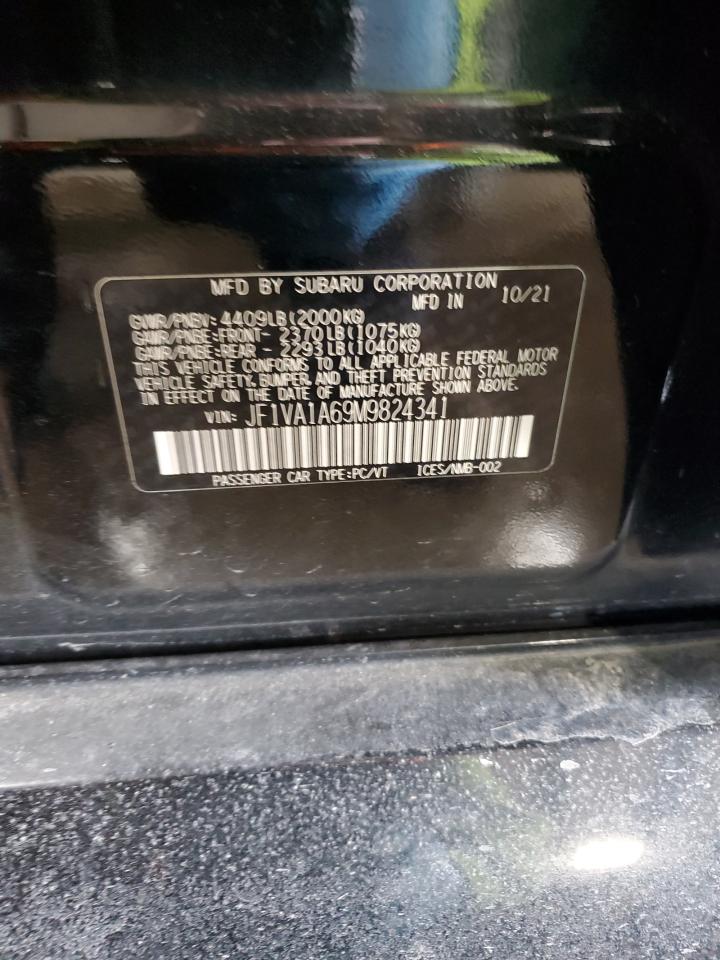 MFD BY SUBARU CORPORATION
MFD IN 10/21
GVWR/PNBV: 4409LB(2000KG)
GAWR/PNBE:FRONT- 2370LB(1075KG)
GAWR/PNBE:REAR - 2293LB(1040KG)
THIS VEHICLE CONFORMS TO ALL APPLICABLE FEDERAL MOTOR
VEHICLE SAFETY, BUMPER, AND THEFT PREVENTION STANDARDS
IN EFFECT ON THE DATE OF MANUFACTURE SHOWN ABOVE.
VIN: JF1VA1A69M9824341
PASSENGER CAR TYPE:PC/VT ICES/NMB-002